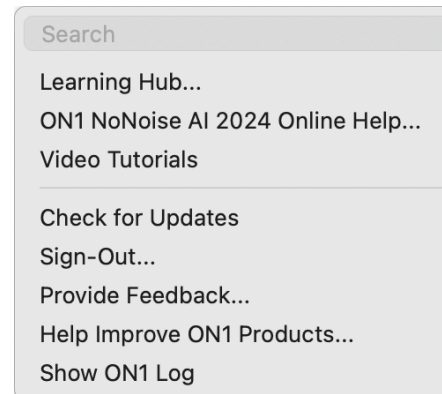 Search
Learning Hub...
ON1 NoNoise AI 2024 Online Help...
Video Tutorials
Check for Updates
Sign-Out...
Provide Feedback...
Help Improve ON1 Products...
Show ON1 Log